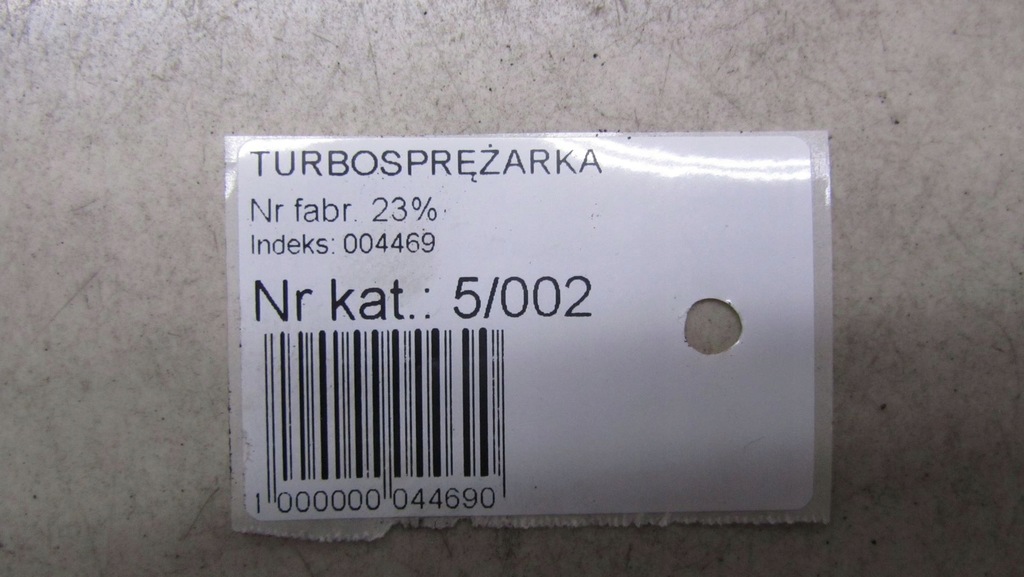 TURBOSPRĘŻARKA
Nr fabr. 23%
Indeks: 004469
Nr kat.: 5/002
1 000000 044690